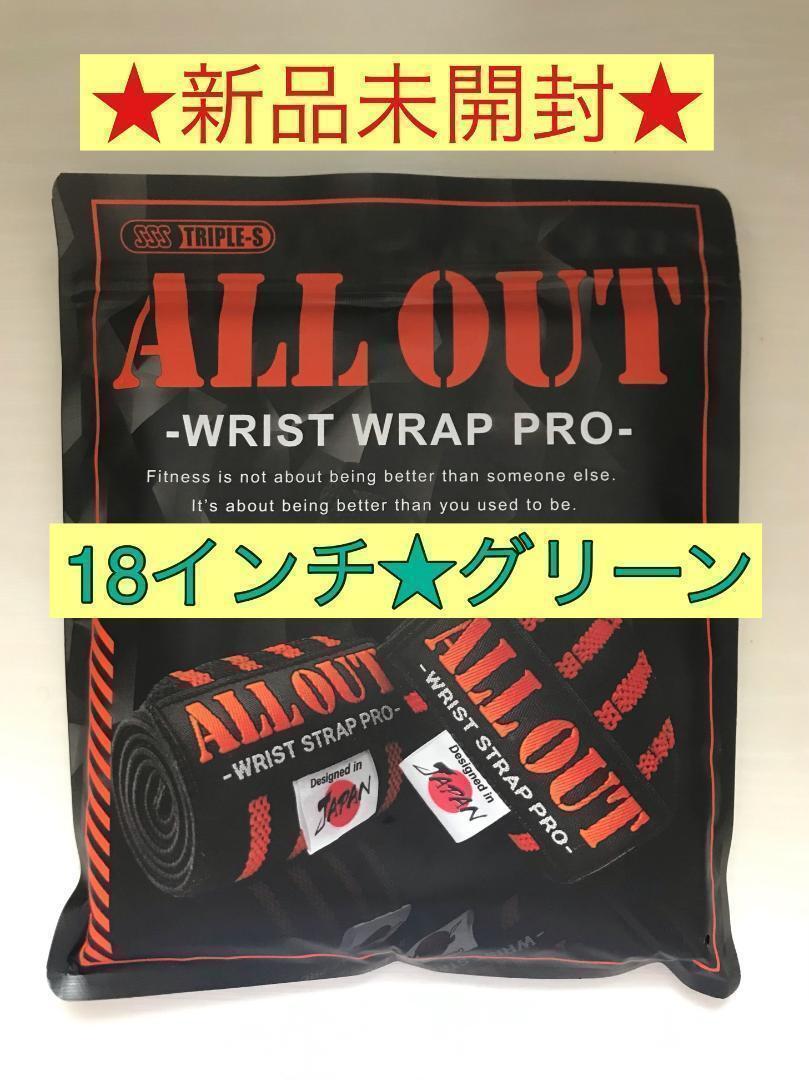 ★新品未開封★
SSS TRIPLE-S
ALL OUT
-WRIST WRAP PRO-
Fitness is not about being better than someone else.
It's about being better than you used to be.
18インチ★グリーン
ALL OUT
-WRIST STRAP PRO-
Designed in
JAPAN
ALL OUT
-WRIST STRAP PRO-
Designed in
JAPAN